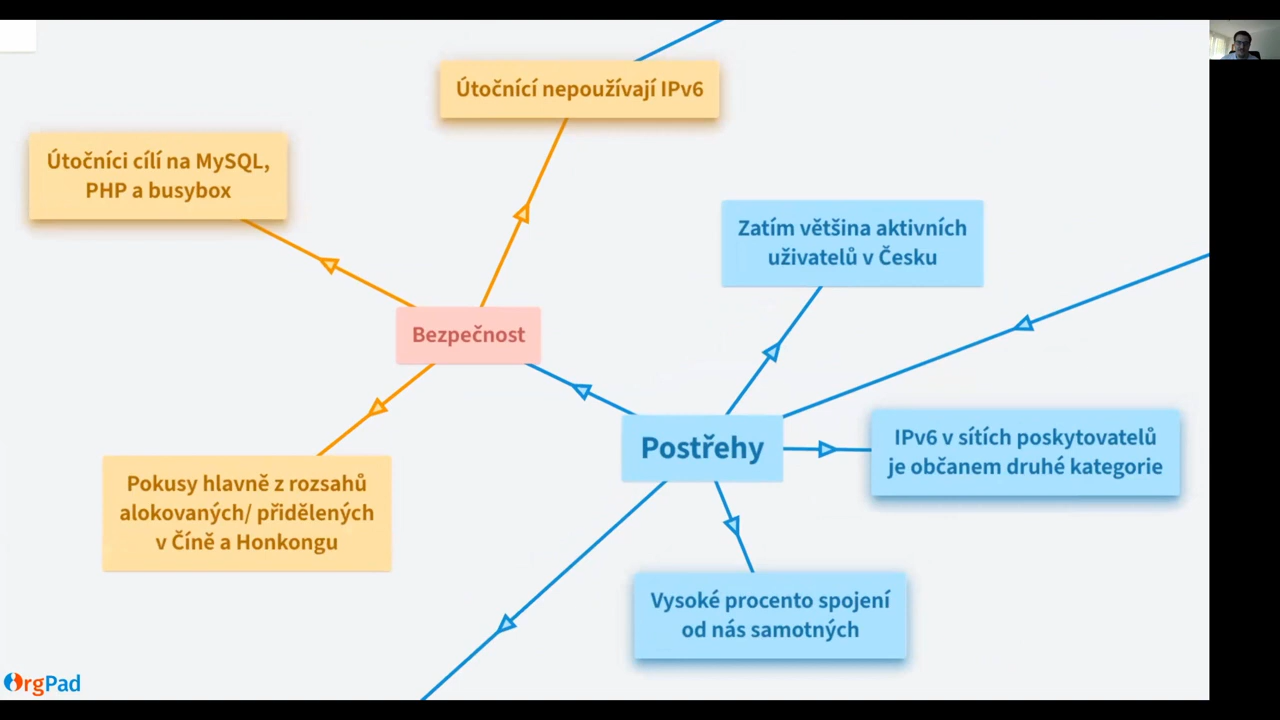 Útočnící nepoužívají IPv6
Útočníci cílí na MySQL,
PHP a busybox
Zatím většina aktivních
uživatelů v Česku
Bezpečnost
Postřehy
IPv6 v sítích poskytovatelů
je občanem druhé kategorie
Pokusy hlavně z rozsahů
alokovaných/ přidělených
v Číně a Honkongu
Vysoké procento spojení
od nás samotných
OrgPad